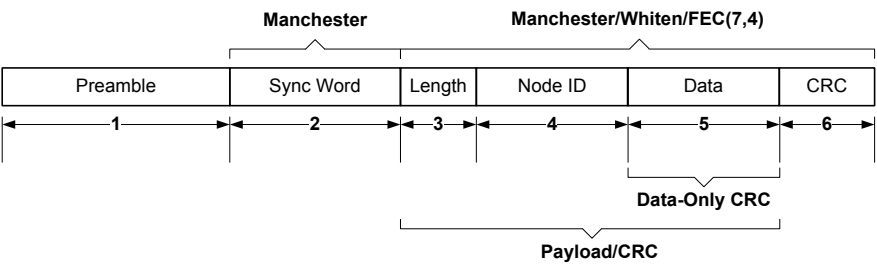 Manchester Manchester/Whiten/FEC(7,4)
Preamble Sync Word Length Node ID Data CRC
1 2 3 4 5 6
Data-Only CRC
Payload/CRC